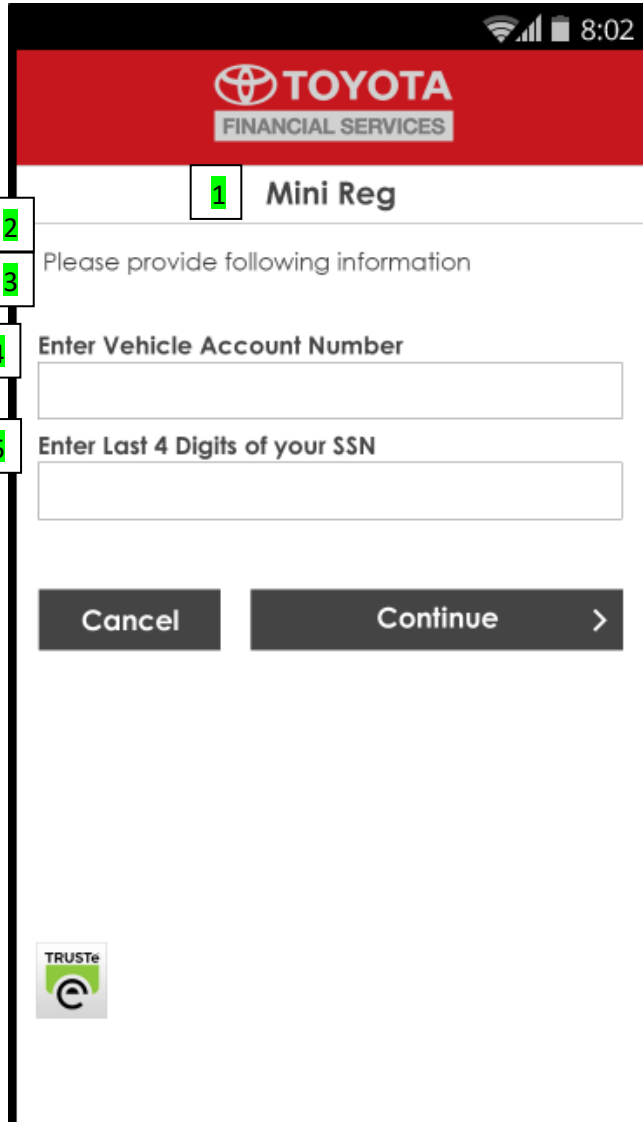 8:02
TOYOTA
FINANCIAL SERVICES
1 Mini Reg
2
Please provide following information
3
4 Enter Vehicle Account Number
5 Enter Last 4 Digits of your SSN
Cancel Continue >
TRUSTe
e